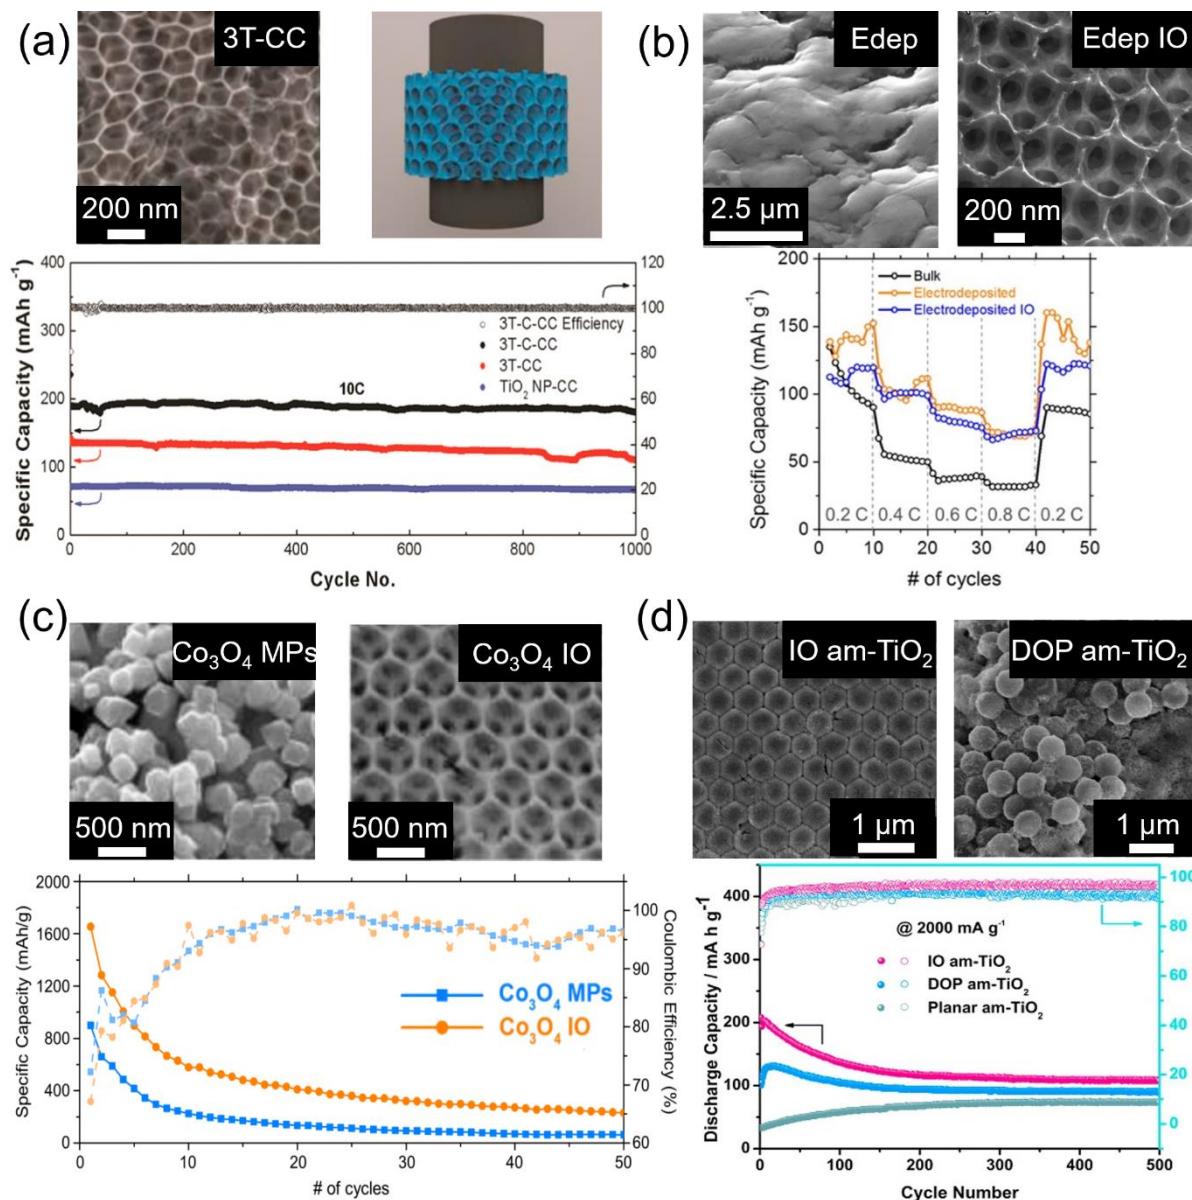 (a)
3T-CC
200 nm
400
350
300
250
200
150
100
50
0
Specific Capacity (mAh g⁻¹)
120
100
80
60
40
20
0
3T-C-CC Efficiency
3T-C-CC
3T-CC
TiO₂ NP-CC
10C
0
200
400
600
800
1000
Cycle No.
(b)
Edep
2.5 µm
Edep IO
200 nm
200
150
100
50
0
Specific Capacity (mAh g⁻¹)
Bulk
Electrodeposited
Electrodeposited IO
0.2 C
0.4 C
0.6 C
0.8 C
0.2 C
0
10
20
30
40
50
# of cycles
(c)
Co₃O₄ MPs
500 nm
Co₃O₄ IO
500 nm
2000
1600
1200
800
400
0
Specific Capacity (mAh/g)
100
95
90
85
80
75
70
65
60
Coulombic Efficiency (%)
Co₃O₄ MPs
Co₃O₄ IO
0
10
20
30
40
50
# of cycles
(d)
IO am-TiO₂
1 µm
DOP am-TiO₂
1 µm
400
300
200
100
0
Discharge Capacity / mA h g⁻¹
100
80
60
40
20
0
@ 2000 mA g⁻¹
IO am-TiO₂
DOP am-TiO₂
Planar am-TiO₂
0
100
200
300
400
500
Cycle Number